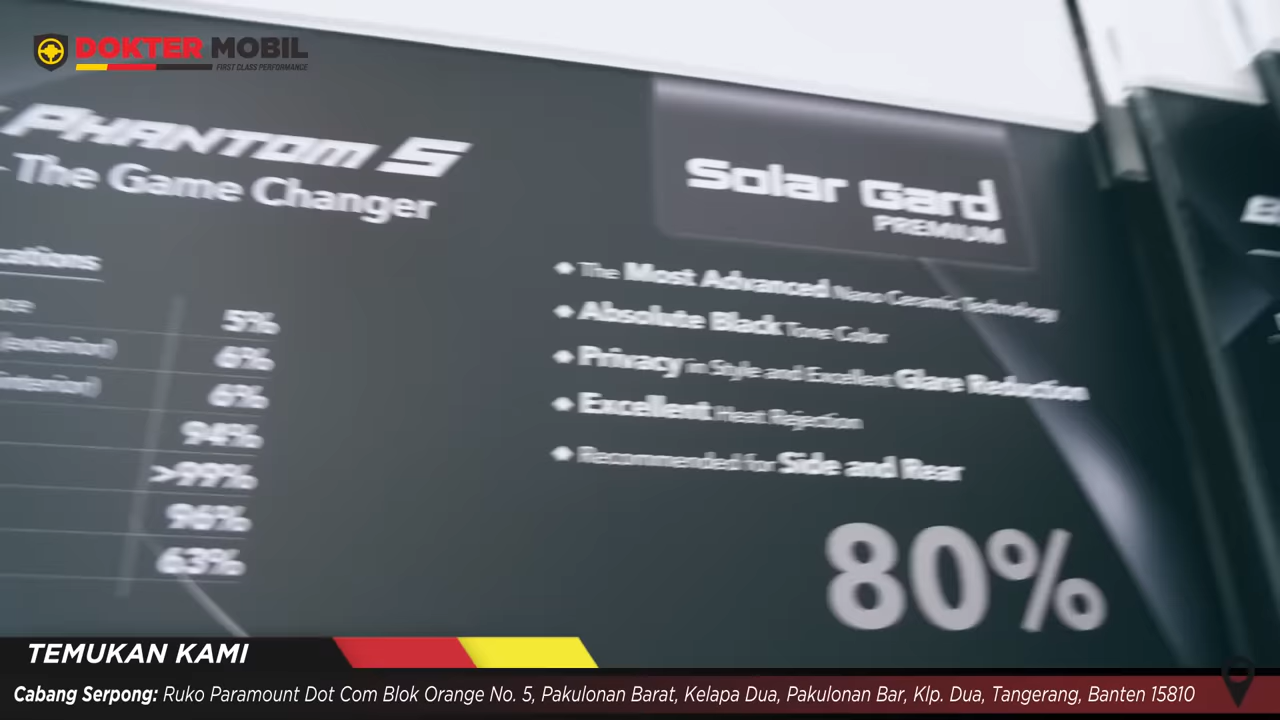 DOKTER MOBIL
FIRST CLASS PERFORMANCE
PHANTOM S
- The Game Changer
5%
(exterior) 6%
6%
94%
>99%
96%
63%
Solar Gard
PREMIUM
The Most Advanced Nano Ceramic Technology
Absolute Black Tone Color
Privacy in Style and Excellent Glare Reduction
Excellent Heat Rejection
Recommended for Side and Rear
80%
TEMUKAN KAMI
Cabang Serpong: Ruko Paramount Dot Com Blok Orange No. 5, Pakulonan Barat, Kelapa Dua, Pakulonan Bar, Klp. Dua, Tangerang, Banten 15810